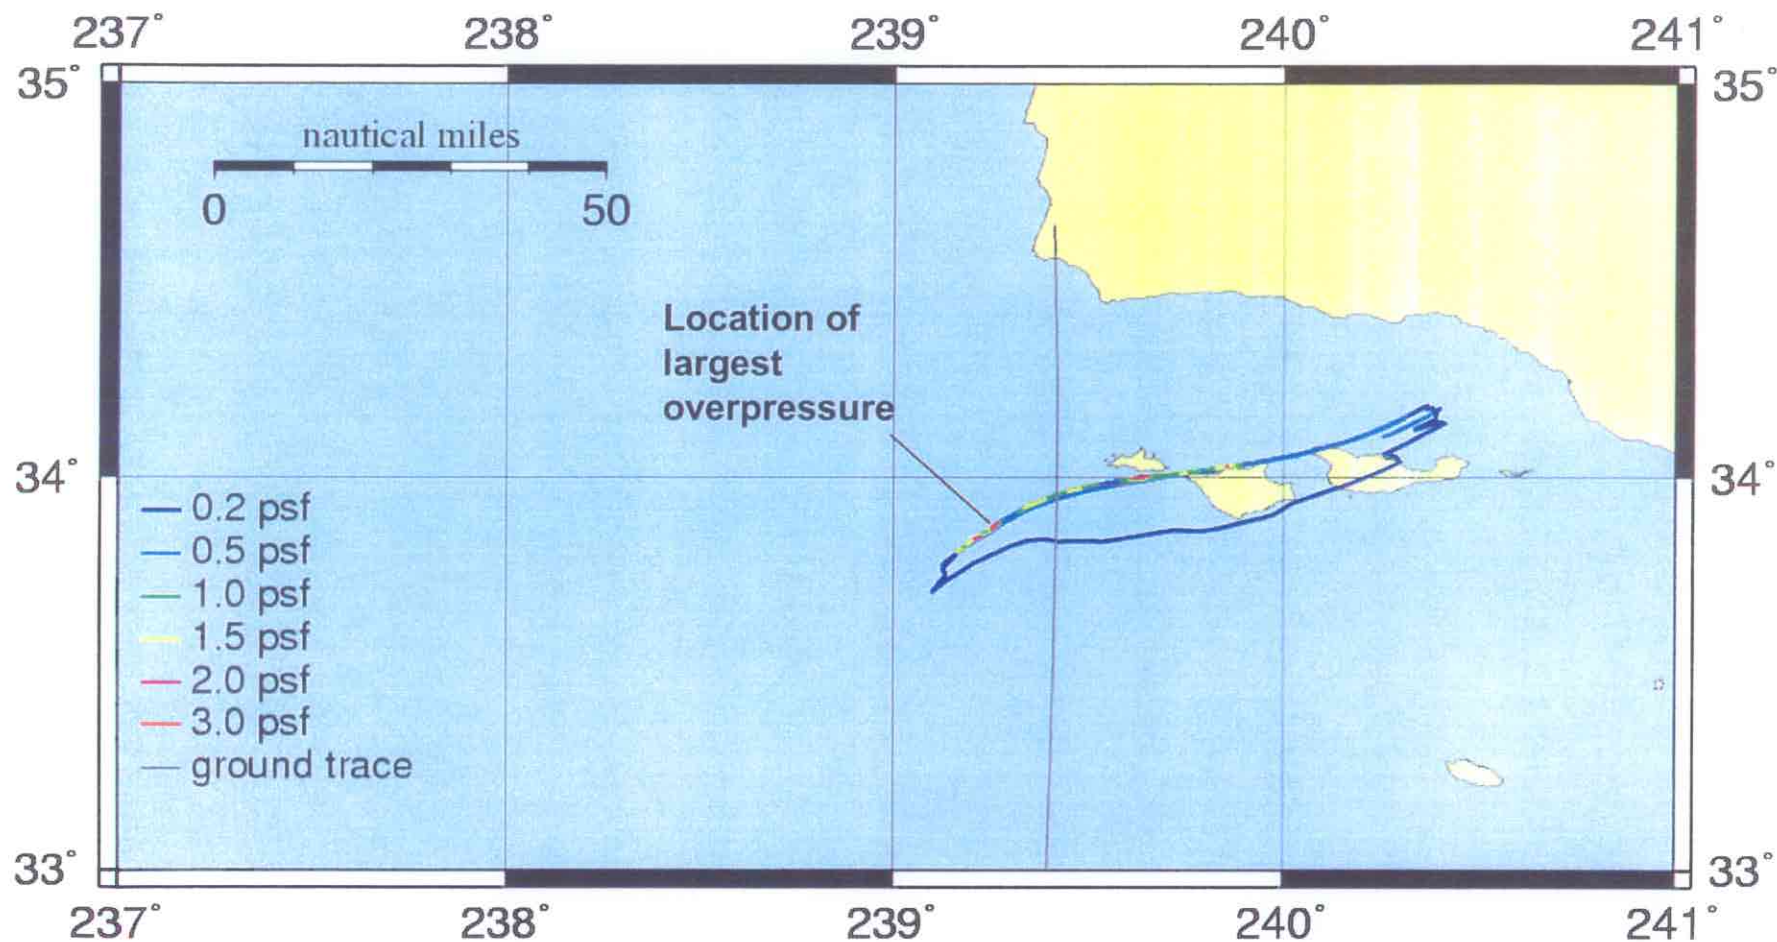 237° 238° 239° 240° 241°
35° 35°
nautical miles
0 50
Location of
largest
overpressure
34° 34°
0.2 psf
0.5 psf
1.0 psf
1.5 psf
2.0 psf
3.0 psf
ground trace
33° 33°
237° 238° 239° 240° 241°